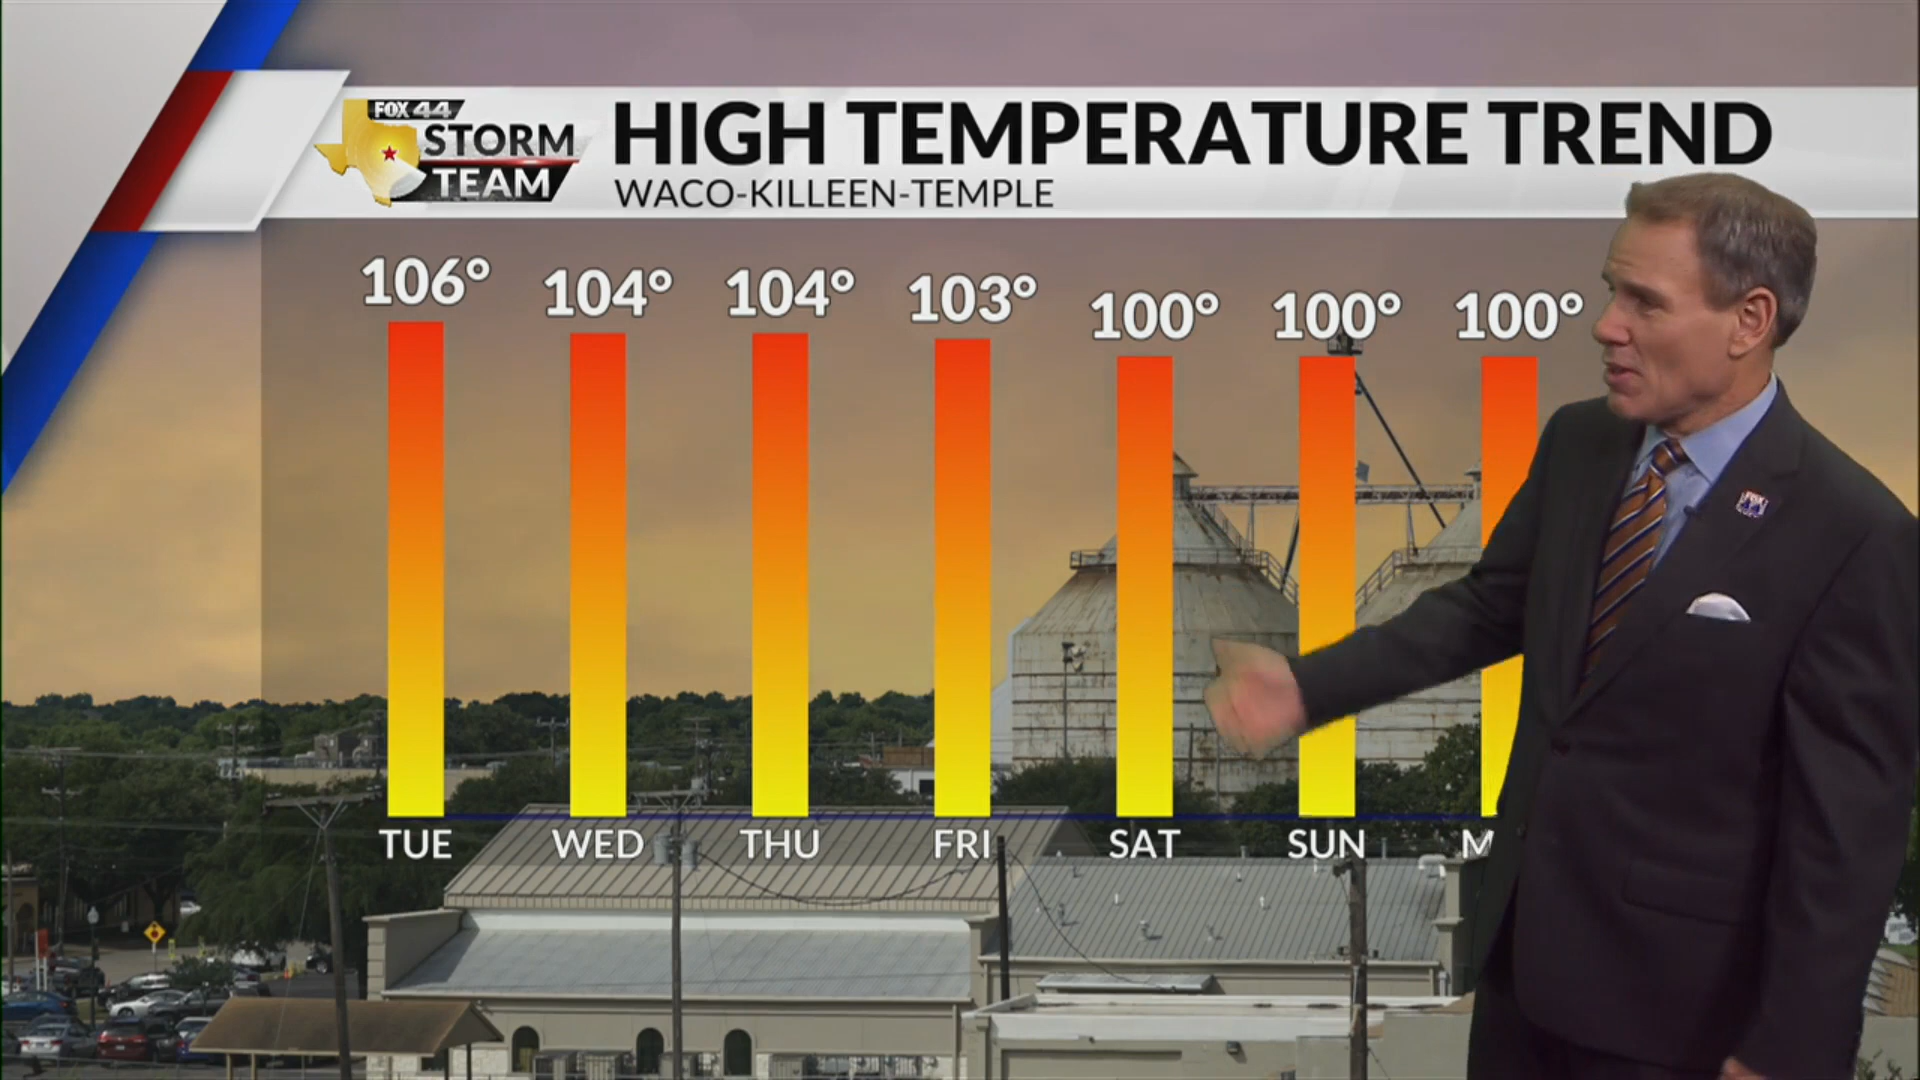 FOX 44
STORM
TEAM
HIGH TEMPERATURE TREND
WACO-KILLEEN-TEMPLE
106° 104° 104° 103° 100° 100° 100°
TUE WED THU FRI SAT SUN M
FOX